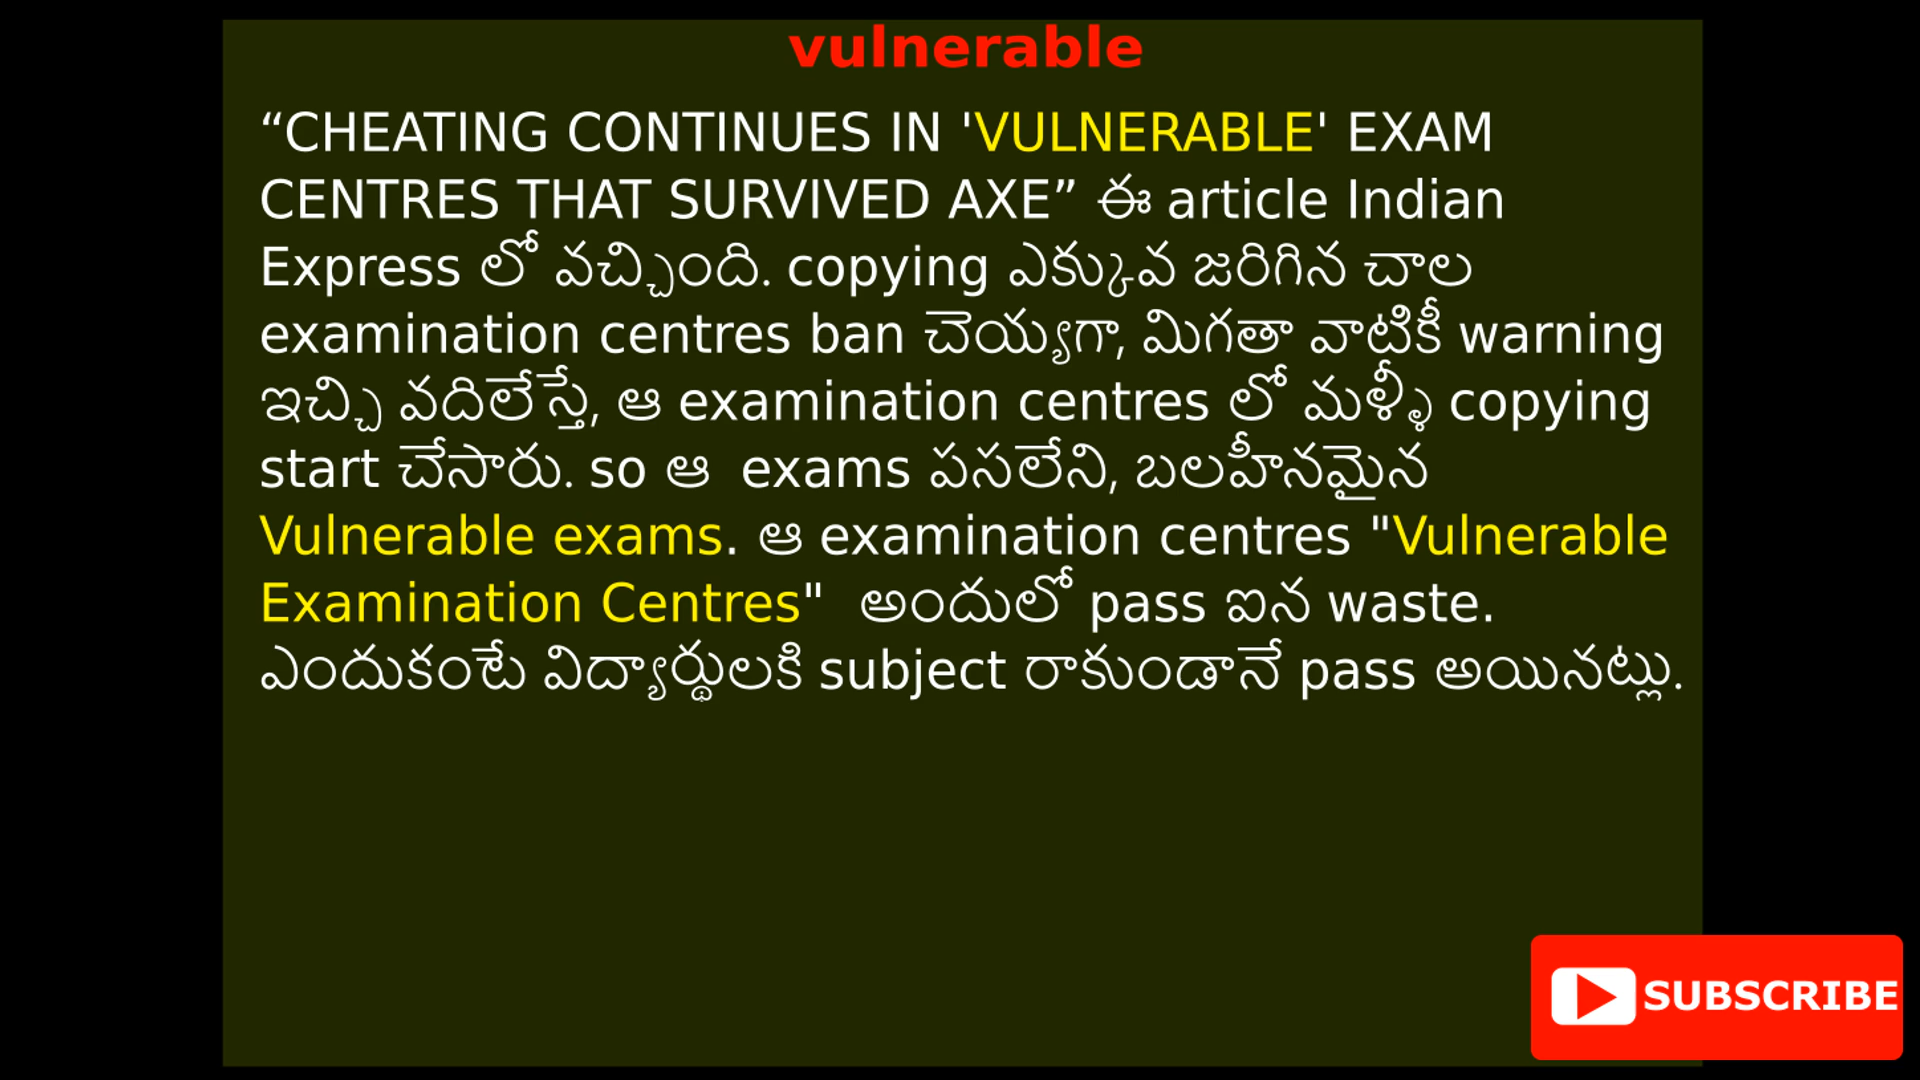 vulnerable
“CHEATING CONTINUES IN 'VULNERABLE' EXAM
CENTRES THAT SURVIVED AXE” ఈ article Indian
Express లో వచ్చింది. copying ఎక్కువ జరిగిన చాల
examination centres ban చెయ్యగా, మిగతా వాటికీ warning
ఇచ్చి వదిలేస్తే, ఆ examination centres లో మళ్ళీ copying
start చేసారు. so ఆ  exams పసలేని, బలహీనమైన
Vulnerable exams. ఆ examination centres "Vulnerable
Examination Centres"  అందులో pass ఐన waste.
ఎందుకంటే విద్యార్థులకి subject రాకుండానే pass అయినట్లు.
SUBSCRIBE